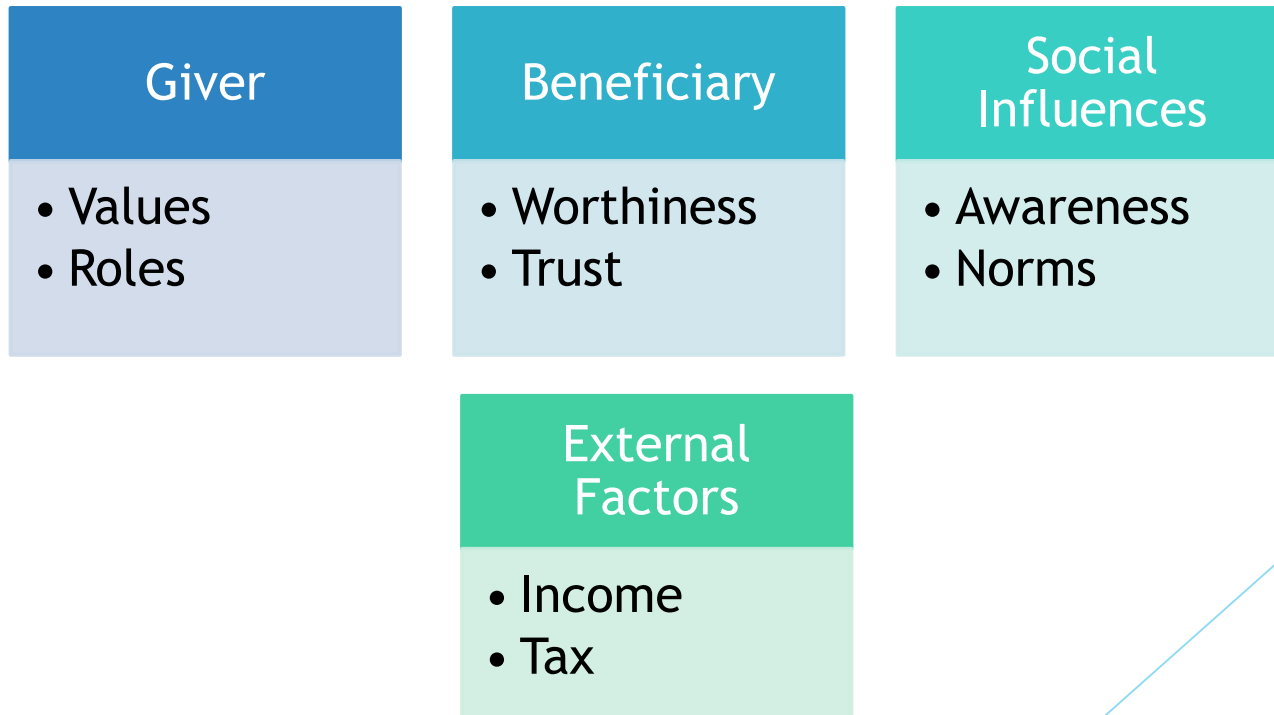 Giver
• Values
• Roles
Beneficiary
• Worthiness
• Trust
Social
Influences
• Awareness
• Norms
External
Factors
• Income
• Tax